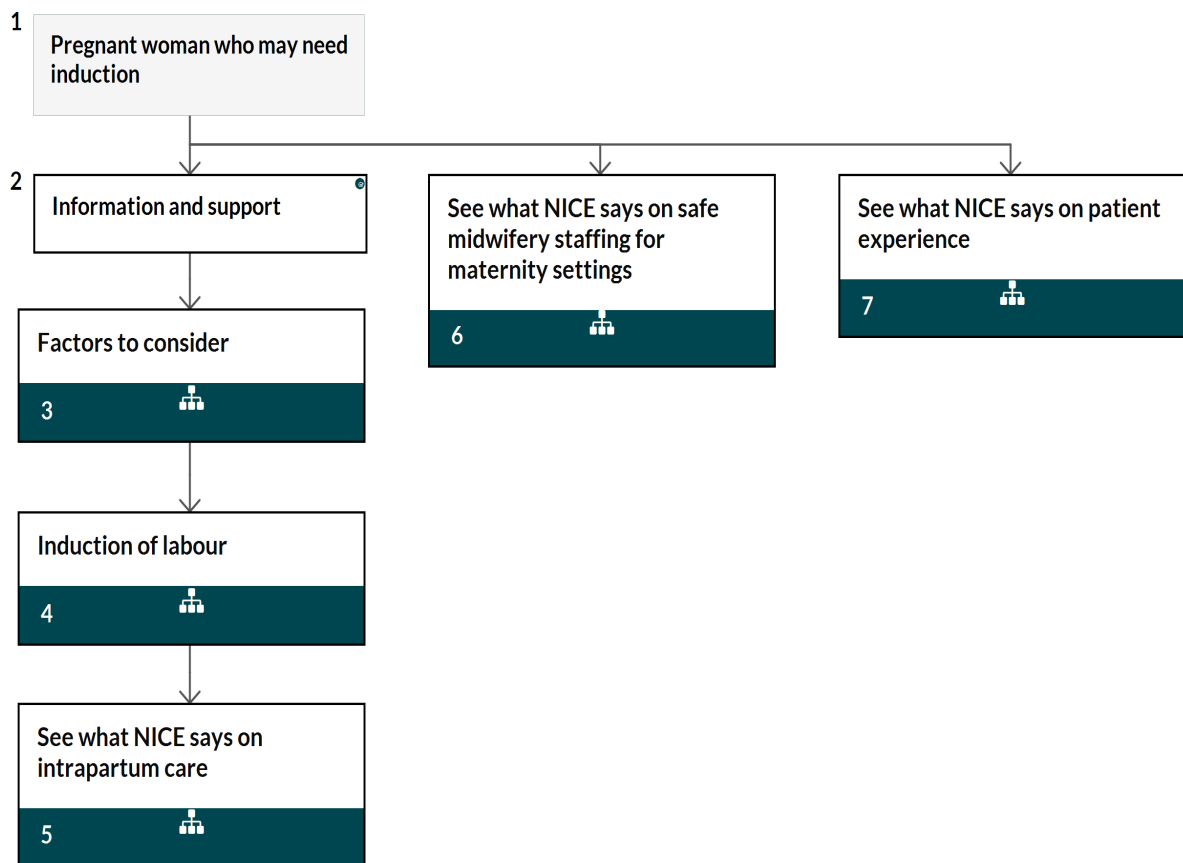 1
Pregnant woman who may need
induction
2
Information and support
Factors to consider
3
Induction of labour
4
See what NICE says on
intrapartum care
5
See what NICE says on safe
midwifery staffing for
maternity settings
6
See what NICE says on patient
experience
7